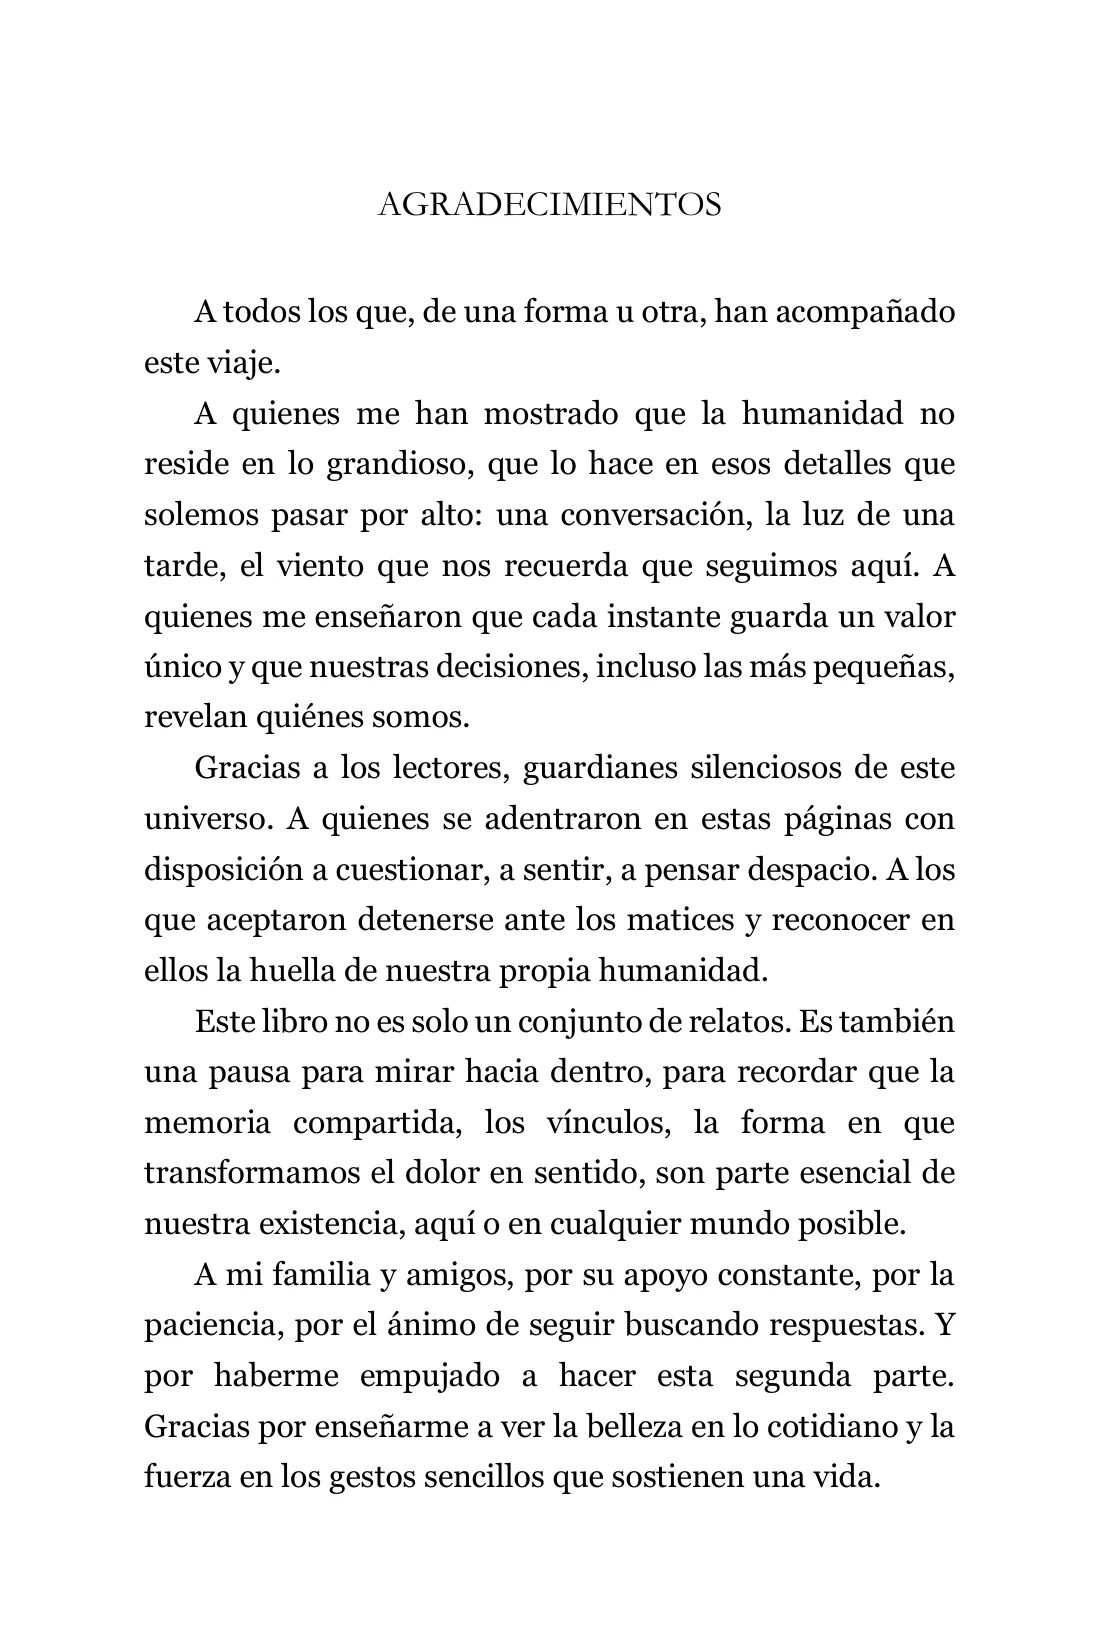 AGRADECIMIENTOS
A todos los que, de una forma u otra, han acompañado
este viaje.
A quienes me han mostrado que la humanidad no
reside en lo grandioso, que lo hace en esos detalles que
solemos pasar por alto: una conversación, la luz de una
tarde, el viento que nos recuerda que seguimos aquí. A
quienes me enseñaron que cada instante guarda un valor
único y que nuestras decisiones, incluso las más pequeñas,
revelan quiénes somos.
Gracias a los lectores, guardianes silenciosos de este
universo. A quienes se adentraron en estas páginas con
disposición a cuestionar, a sentir, a pensar despacio. A los
que aceptaron detenerse ante los matices y reconocer en
ellos la huella de nuestra propia humanidad.
Este libro no es solo un conjunto de relatos. Es también
una pausa para mirar hacia dentro, para recordar que la
memoria compartida, los vínculos, la forma en que
transformamos el dolor en sentido, son parte esencial de
nuestra existencia, aquí o en cualquier mundo posible.
A mi familia y amigos, por su apoyo constante, por la
paciencia, por el ánimo de seguir buscando respuestas. Y
por haberme empujado a hacer esta segunda parte.
Gracias por enseñarme a ver la belleza en lo cotidiano y la
fuerza en los gestos sencillos que sostienen una vida.